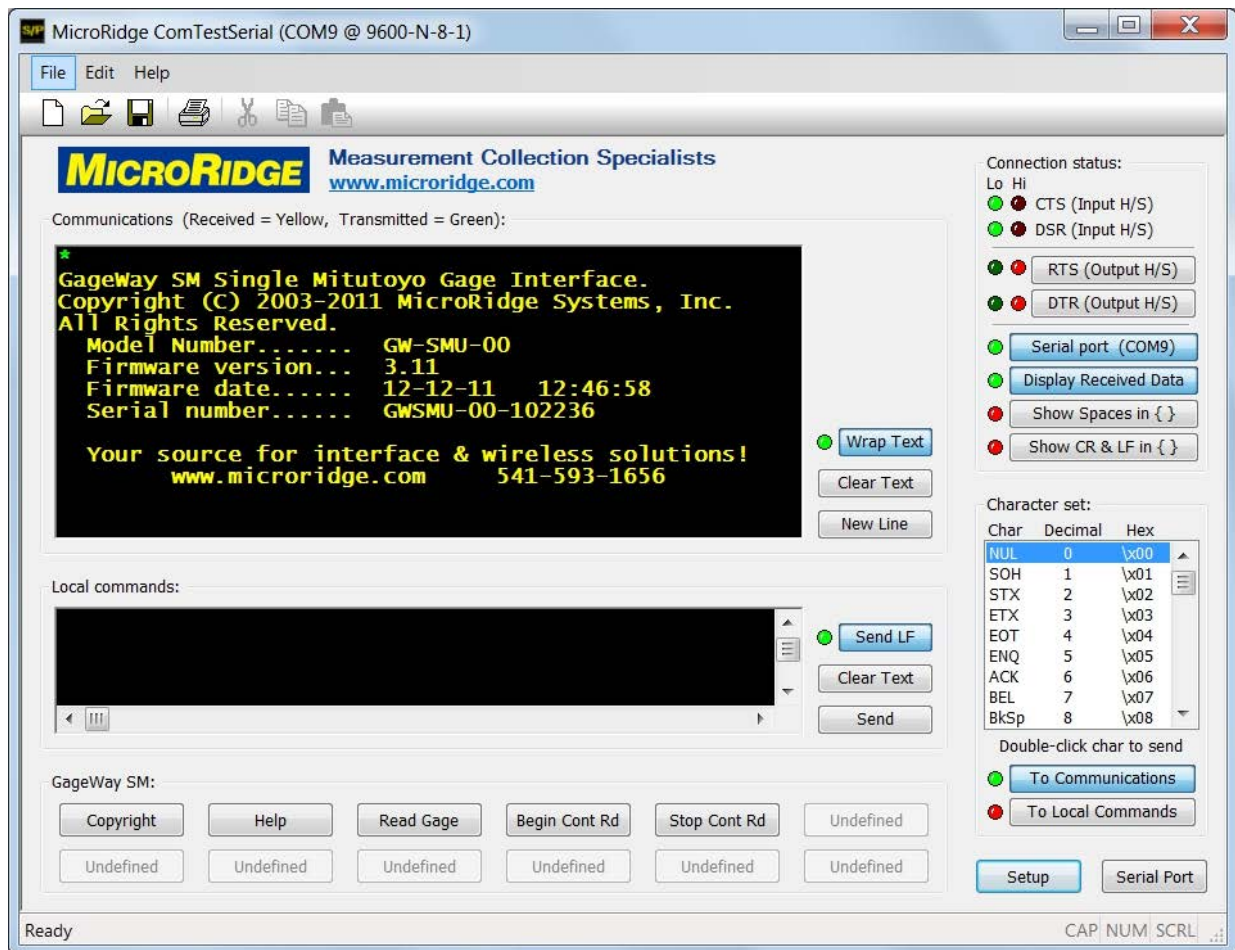 S/P MicroRidge ComTestSerial (COM9 @ 9600-N-8-1)
File Edit Help
MICRORIDGE
Measurement Collection Specialists
www.microridge.com
Communications (Received = Yellow, Transmitted = Green):
*
GageWay SM Single Mitutoyo Gage Interface.
Copyright (C) 2003-2011 MicroRidge Systems, Inc.
All Rights Reserved.
Model Number....... GW-SMU-00
Firmware version... 3.11
Firmware date...... 12-12-11 12:46:58
Serial number...... GWSMU-00-102236
Your source for interface & wireless solutions!
www.microridge.com 541-593-1656
Wrap Text
Clear Text
New Line
Local commands:
Send LF
Clear Text
Send
GageWay SM:
Copyright Help Read Gage Begin Cont Rd Stop Cont Rd Undefined
Undefined Undefined Undefined Undefined Undefined Undefined
Connection status:
Lo Hi
CTS (Input H/S)
DSR (Input H/S)
RTS (Output H/S)
DTR (Output H/S)
Serial port (COM9)
Display Received Data
Show Spaces in { }
Show CR & LF in { }
Character set:
Char Decimal Hex
NUL 0 \x00
SOH 1 \x01
STX 2 \x02
ETX 3 \x03
EOT 4 \x04
ENQ 5 \x05
ACK 6 \x06
BEL 7 \x07
BkSp 8 \x08
Double-click char to send
To Communications
To Local Commands
Setup Serial Port
Ready CAP NUM SCRL